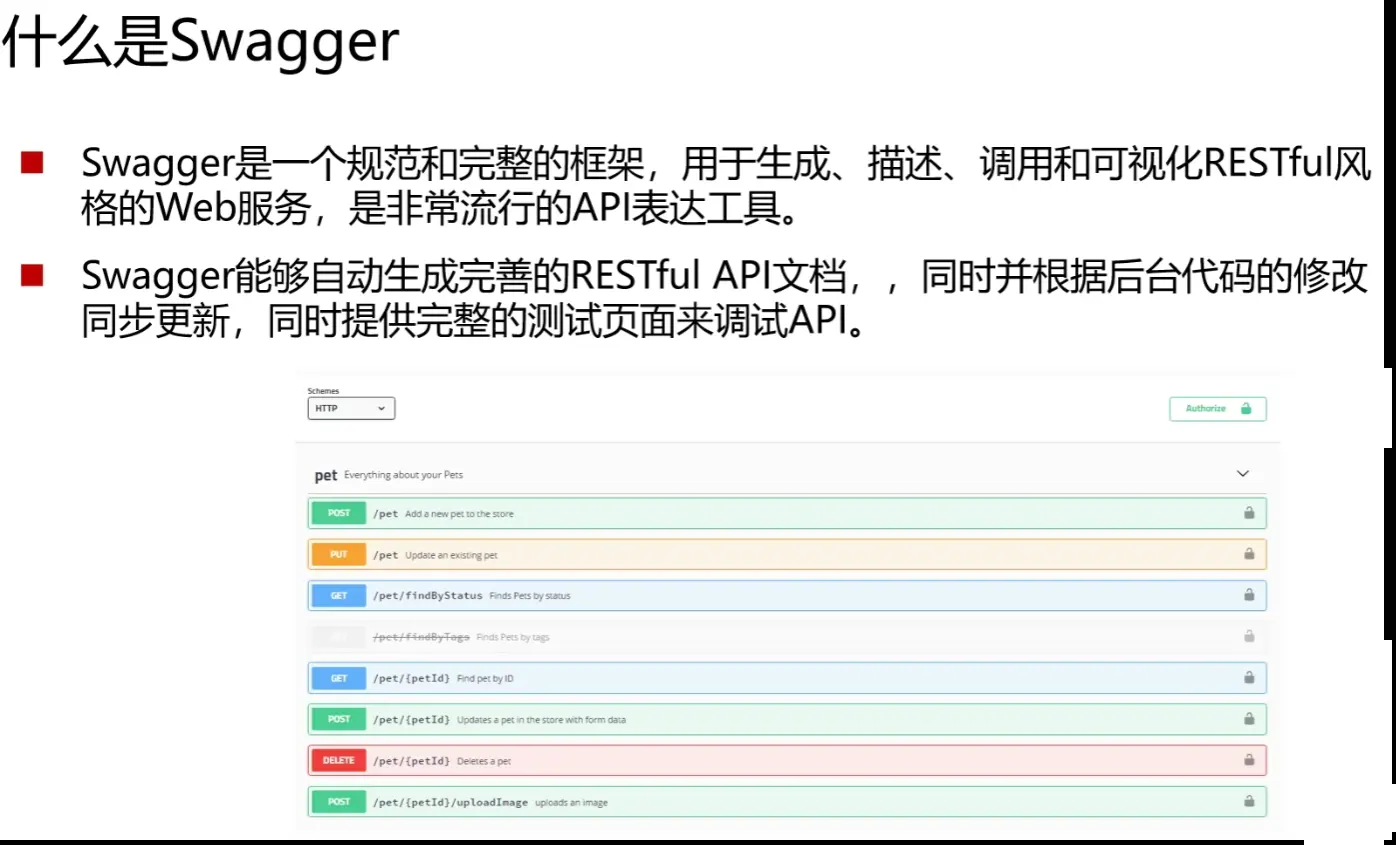 什么是Swagger
Swagger是一个规范和完整的框架，用于生成、描述、调用和可视化RESTful风
格的Web服务，是非常流行的API表达工具。
Swagger能够自动生成完善的RESTful API文档，，同时并根据后台代码的修改
同步更新，同时提供完整的测试页面来调试API。
Schemes
HTTP
Authorize
pet Everything about your Pets
POST /pet Add a new pet to the store
PUT /pet Update an existing pet
GET /pet/findByStatus Finds Pets by status
/pet/findByTags Finds Pets by tags
GET /pet/{petId} Find pet by ID
POST /pet/{petId} Updates a pet in the store with form data
DELETE /pet/{petId} Deletes a pet
POST /pet/{petId}/uploadImage uploads an image